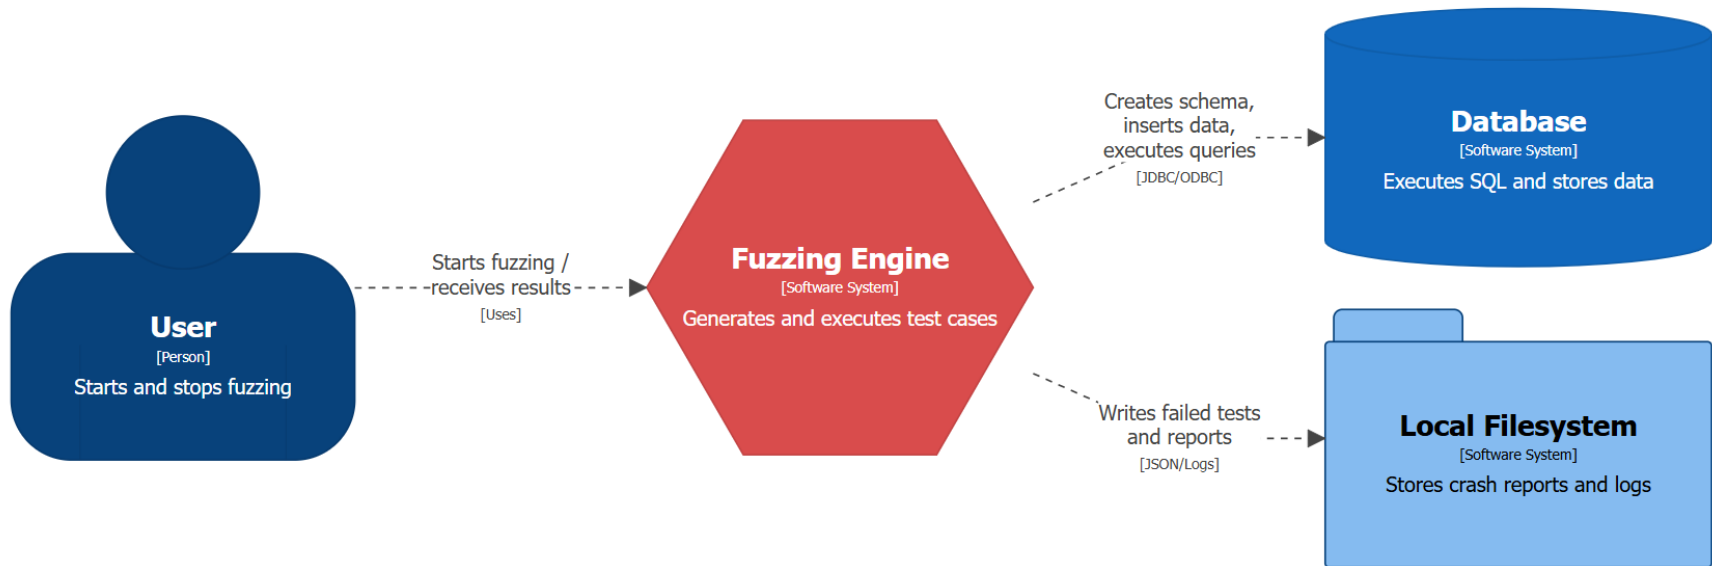 User
[Person]
Starts and stops fuzzing
Starts fuzzing /
receives results
[Uses]
Fuzzing Engine
[Software System]
Generates and executes test cases
Creates schema,
inserts data,
executes queries
[JDBC/ODBC]
Database
[Software System]
Executes SQL and stores data
Writes failed tests
and reports
[JSON/Logs]
Local Filesystem
[Software System]
Stores crash reports and logs